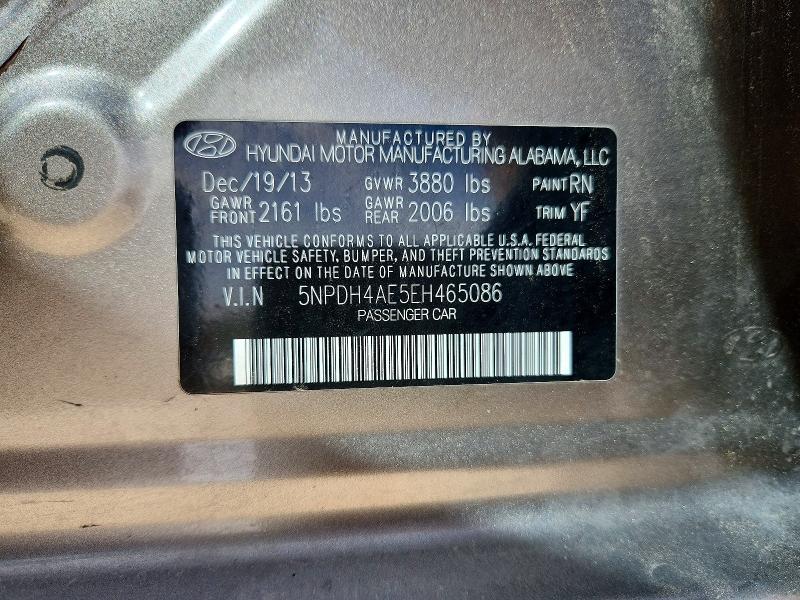 MANUFACTURED BY
HYUNDAI MOTOR MANUFACTURING ALABAMA, LLC
Dec/19/13 GVWR 3880 lbs PAINT RN
GAWR FRONT 2161 lbs GAWR REAR 2006 lbs TRIM YF
THIS VEHICLE CONFORMS TO ALL APPLICABLE U.S.A. FEDERAL
MOTOR VEHICLE SAFETY, BUMPER, AND THEFT PREVENTION STANDARDS
IN EFFECT ON THE DATE OF MANUFACTURE SHOWN ABOVE
V.I.N 5NPDH4AE5EH465086
PASSENGER CAR